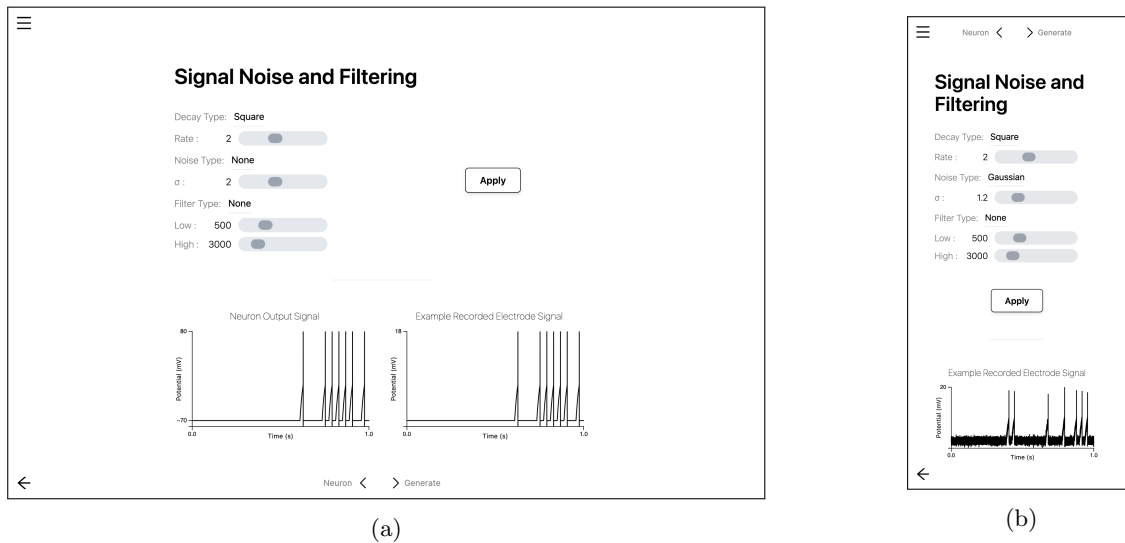 Signal Noise and Filtering
Decay Type: Square
Rate : 2
Noise Type: None
σ : 2
Filter Type: None
Low : 500
High : 3000
Apply
Neuron Output Signal
80
Potential (mV)
-70
0.0
Time (s)
1.0
Example Recorded Electrode Signal
18
Potential (mV)
0.0
Time (s)
1.0
Neuron < > Generate
(a)
Neuron < > Generate
Signal Noise and
Filtering
Decay Type: Square
Rate : 2
Noise Type: Gaussian
σ : 1.2
Filter Type: None
Low : 500
High : 3000
Apply
Example Recorded Electrode Signal
20
Potential (mV)
0.0
Time (s)
1.0
(b)